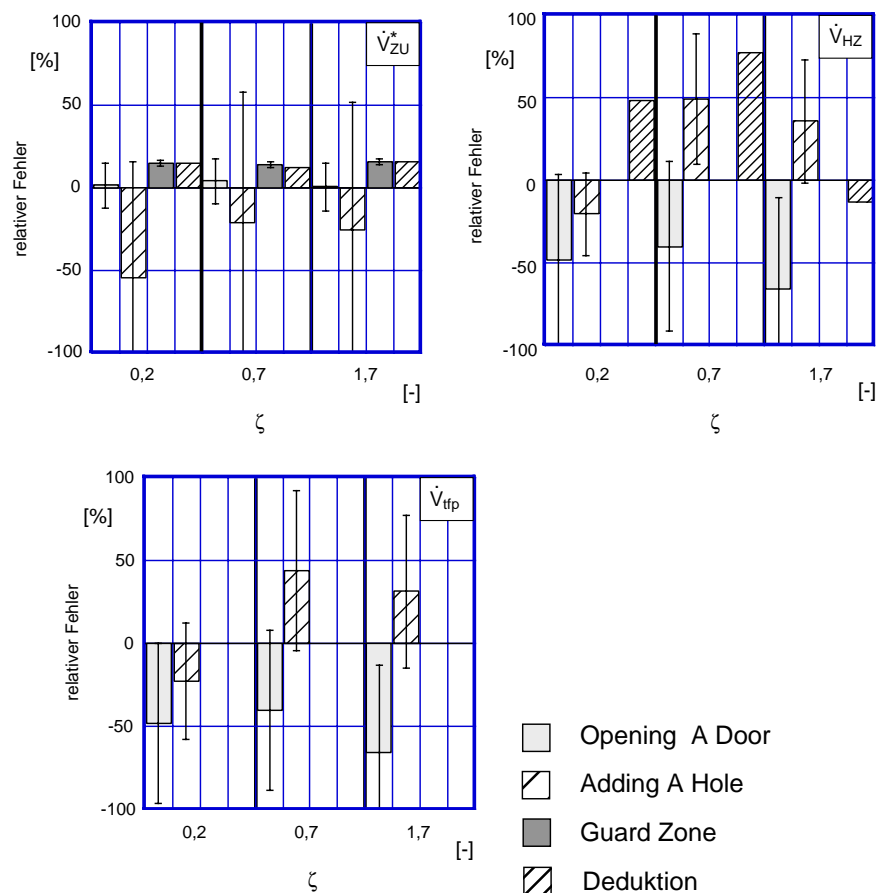 100
[%]
50
0
-50
-100
relativer Fehler
V̇*ZU
0,2
0,7
1,7
[-]
ζ
100
[%]
50
0
-50
-100
relativer Fehler
V̇HZ
0,2
0,7
1,7
[-]
ζ
100
[%]
50
0
-50
-100
relativer Fehler
V̇tfp
0,2
0,7
1,7
[-]
ζ
Opening A Door
Adding A Hole
Guard Zone
Deduktion